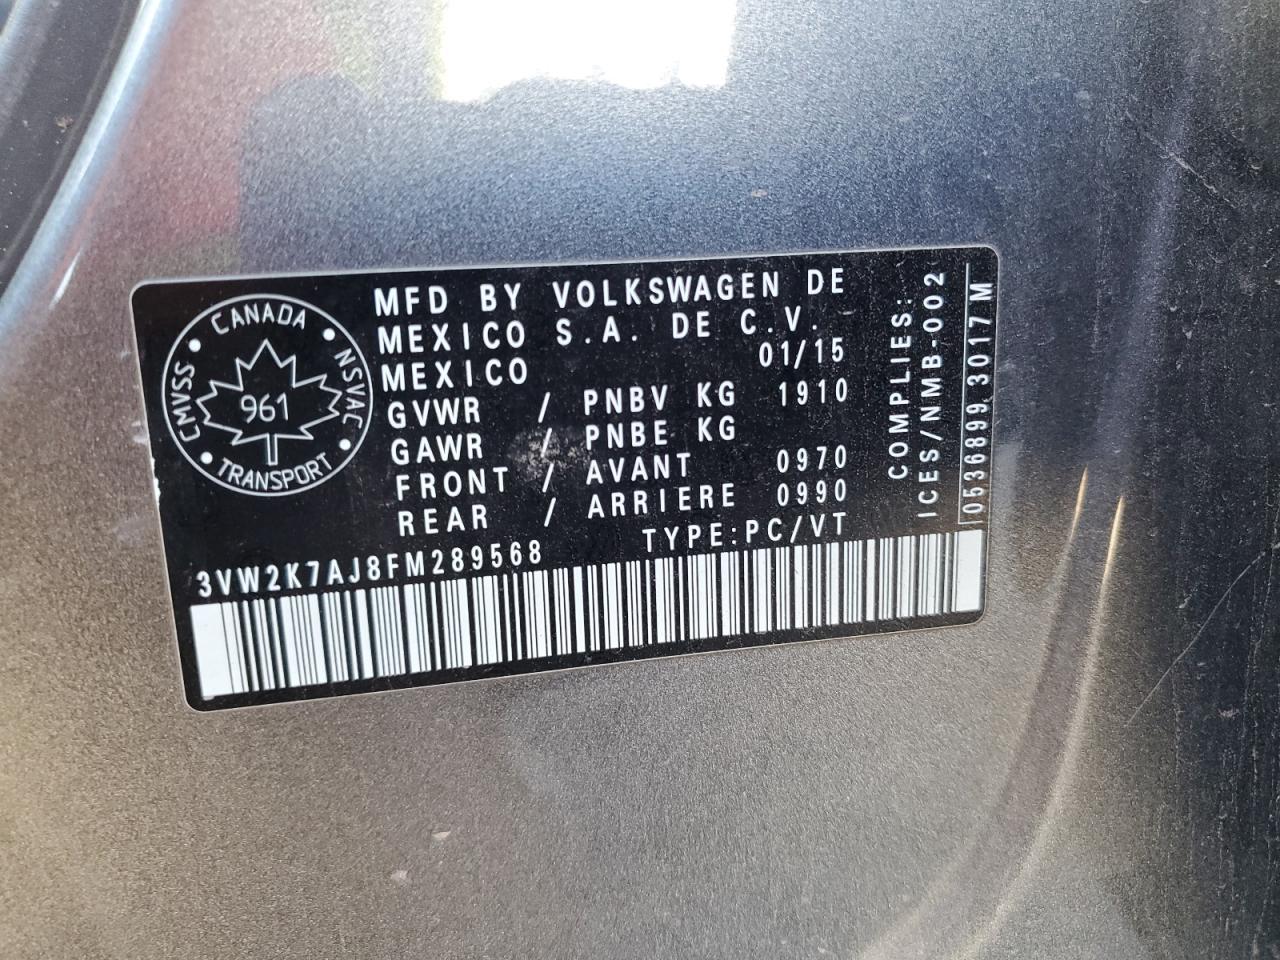 CANADA
CMVSS
NSVAC
961
TRANSPORT
MFD BY VOLKSWAGEN DE
MEXICO S.A. DE C.V.
MEXICO 01/15
GVWR / PNBV KG 1910
GAWR / PNBE KG
FRONT / AVANT 0970
REAR / ARRIERE 0990
TYPE:PC/VT
3VW2K7AJ8FM289568
COMPLIES:
ICES/NMB-002
0536899 3017 M